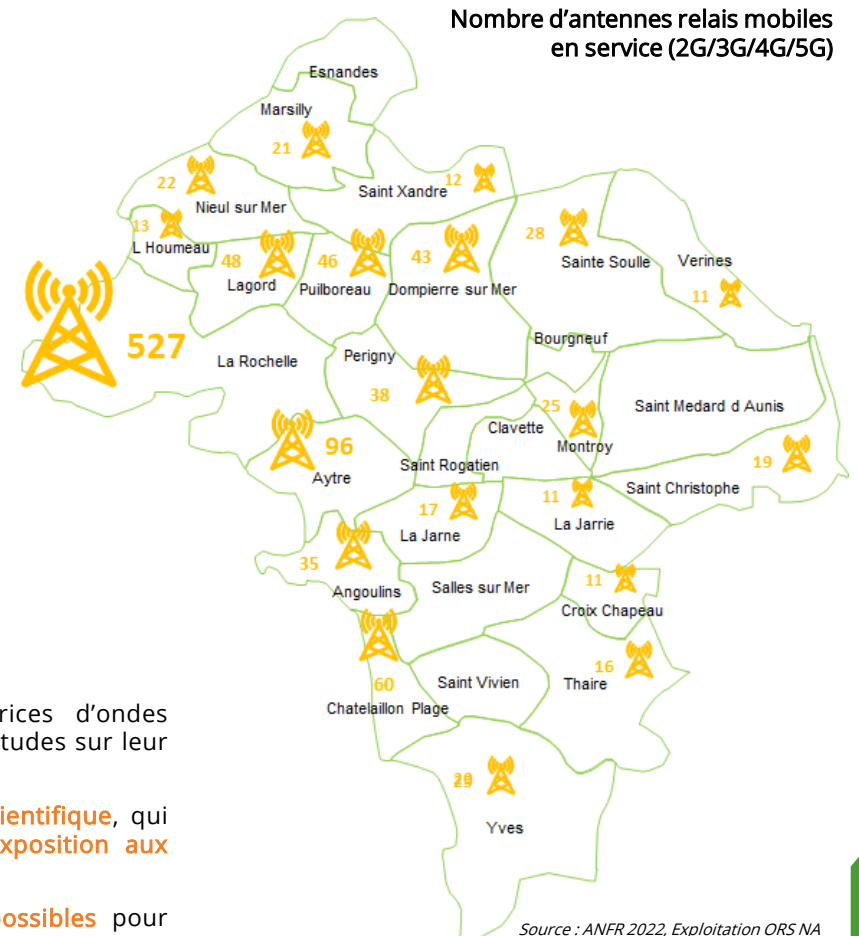 Nombre d’antennes relais mobiles
en service (2G/3G/4G/5G)
Esnandes
Marsilly
21
22
Nieul sur Mer
Saint Xandre
12
13
L Houmeau
48
Lagord
46
Puilboreau
43
Dompierre sur Mer
28
Sainte Soulle
Verines
11
527
La Rochelle
Perigny
38
Bourgneuf
25
Montroy
Clavette
Saint Medard d Aunis
96
Aytre
Saint Rogatien
19
Saint Christophe
17
La Jarne
11
La Jarrie
35
Angoulins
Salles sur Mer
11
Croix Chapeau
60
Chatelaillon Plage
Saint Vivien
16
Thaire
rices d’ondes
tudes sur leur
ientifique, qui
exposition aux
possibles pour
Yves
Source : ANFR 2022, Exploitation ORS NA